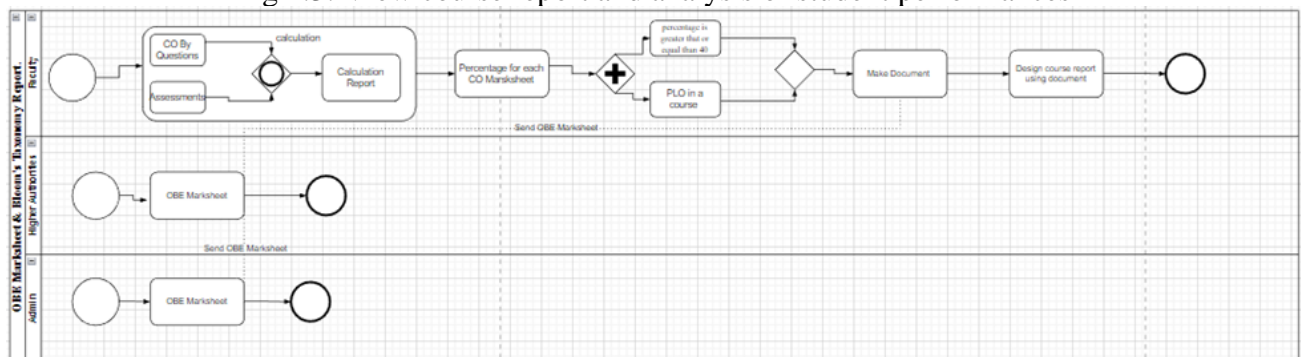 OBE Marksheet & Bloom's Taxonomy Report.
Faculty
CO By
Questions
Assessments
calculation
Calculation
Report
Percentage for each
CO Marsksheet
percentage is
greater that or
equal than 40
PLO in a
course
Make Document
Design course report
using document
Send OBE Marksheet
Higher Authorities
OBE Marksheet
Send OBE Marksheet
Admin
OBE Marksheet